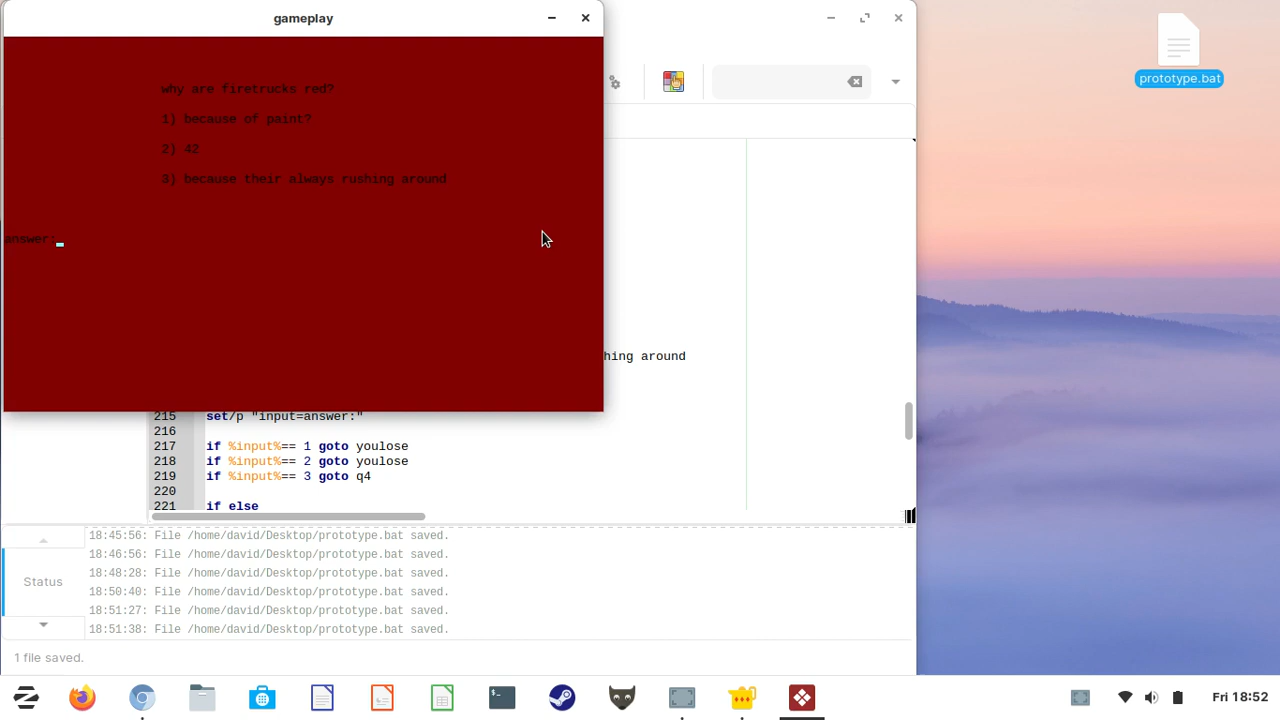 gameplay
why are firetrucks red?
1) because of paint?
2) 42
3) because their always rushing around
answer:
prototype.bat
hing around
215 set/p "input=answer:"
216
217 if %input%== 1 goto youlose
218 if %input%== 2 goto youlose
219 if %input%== 3 goto q4
220
221 if else
Status
18:45:56: File /home/david/Desktop/prototype.bat saved.
18:46:56: File /home/david/Desktop/prototype.bat saved.
18:48:28: File /home/david/Desktop/prototype.bat saved.
18:50:40: File /home/david/Desktop/prototype.bat saved.
18:51:27: File /home/david/Desktop/prototype.bat saved.
18:51:38: File /home/david/Desktop/prototype.bat saved.
1 file saved.
$_
Fri 18:52